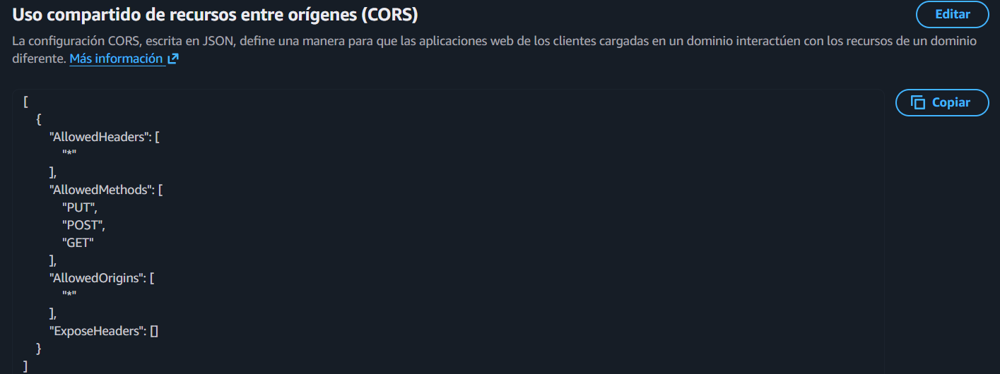 Uso compartido de recursos entre orígenes (CORS)
Editar
La configuración CORS, escrita en JSON, define una manera para que las aplicaciones web de los clientes cargadas en un dominio interactúen con los recursos de un dominio
diferente. Más información
Copiar
[
{
"AllowedHeaders": [
"*"
],
"AllowedMethods": [
"PUT",
"POST",
"GET"
],
"AllowedOrigins": [
"*"
],
"ExposeHeaders": []
}
]